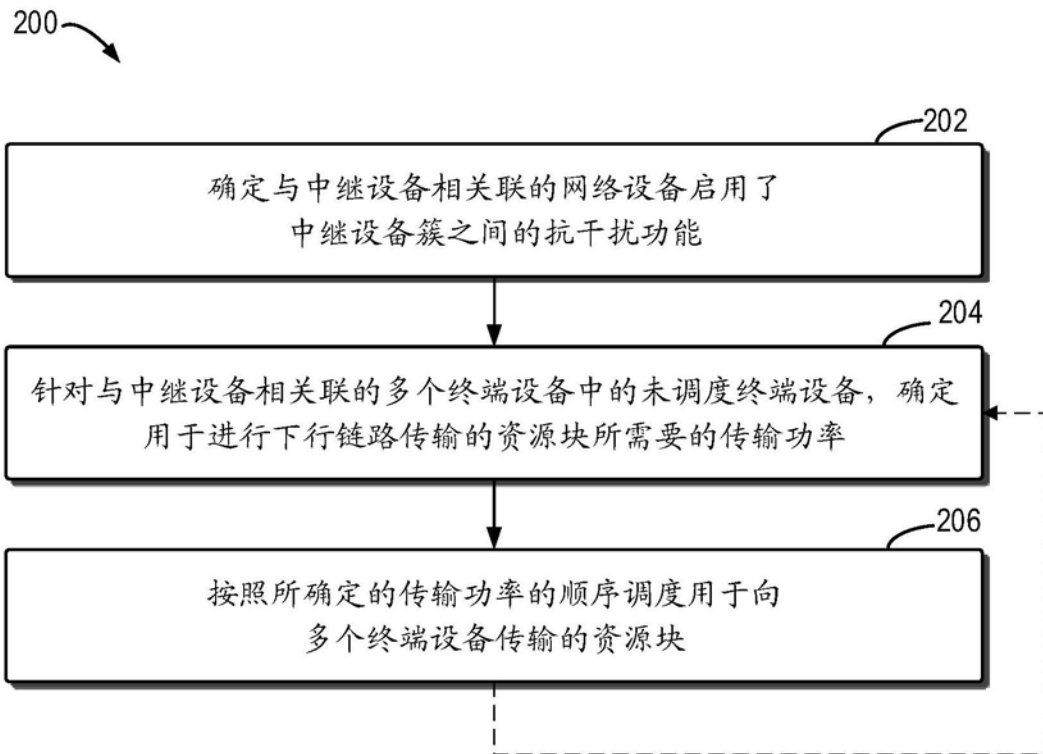 200
202
确定与中继设备相关联的网络设备启用了
中继设备簇之间的抗干扰功能
204
针对与中继设备相关联的多个终端设备中的未调度终端设备，确定
用于进行下行链路传输的资源块所需要的传输功率
206
按照所确定的传输功率的顺序调度用于向
多个终端设备传输的资源块